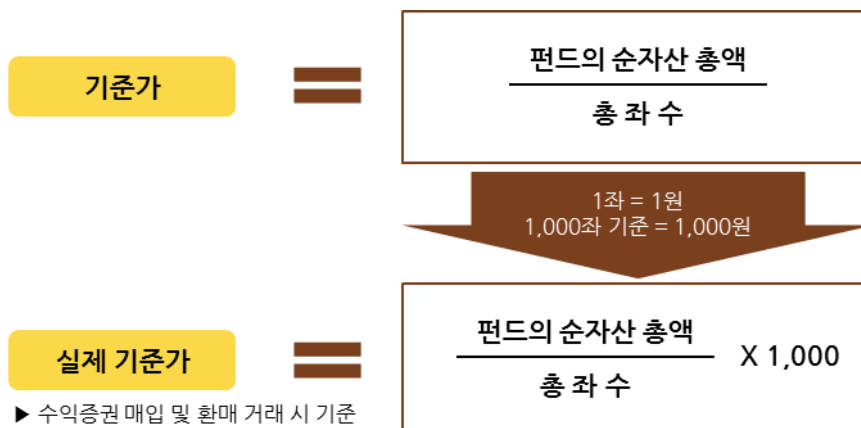 기준가
=
펀드의 순자산 총액
총 좌 수
1좌 = 1원
1,000좌 기준 = 1,000원
실제 기준가
=
펀드의 순자산 총액
총 좌 수
X 1,000
▶ 수익증권 매입 및 환매 거래 시 기준